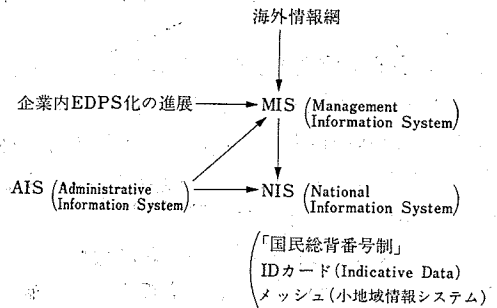 海外情報網
企業内EDPS化の進展
MIS (Management Information System)
AIS (Administrative Information System)
NIS (National Information System)
「国民総背番号制」
IDカード(Indicative Data)
メッシュ(小地域情報システム)